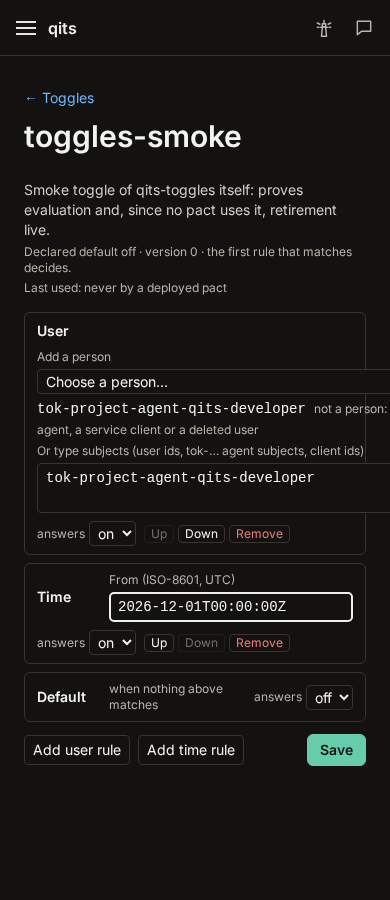 qits
← Toggles
toggles-smoke
Smoke toggle of qits-toggles itself: proves
evaluation and, since no pact uses it, retirement
live.
Declared default off · version 0 · the first rule that matches
decides.
Last used: never by a deployed pact
User
Add a person
Choose a person...
tok-project-agent-qits-developer not a person:
agent, a service client or a deleted user
Or type subjects (user ids, tok-... agent subjects, client ids)
tok-project-agent-qits-developer
answers on Up Down Remove
Time
From (ISO-8601, UTC)
2026-12-01T00:00:00Z
answers on Up Down Remove
Default
when nothing above
matches
answers off
Add user rule Add time rule Save